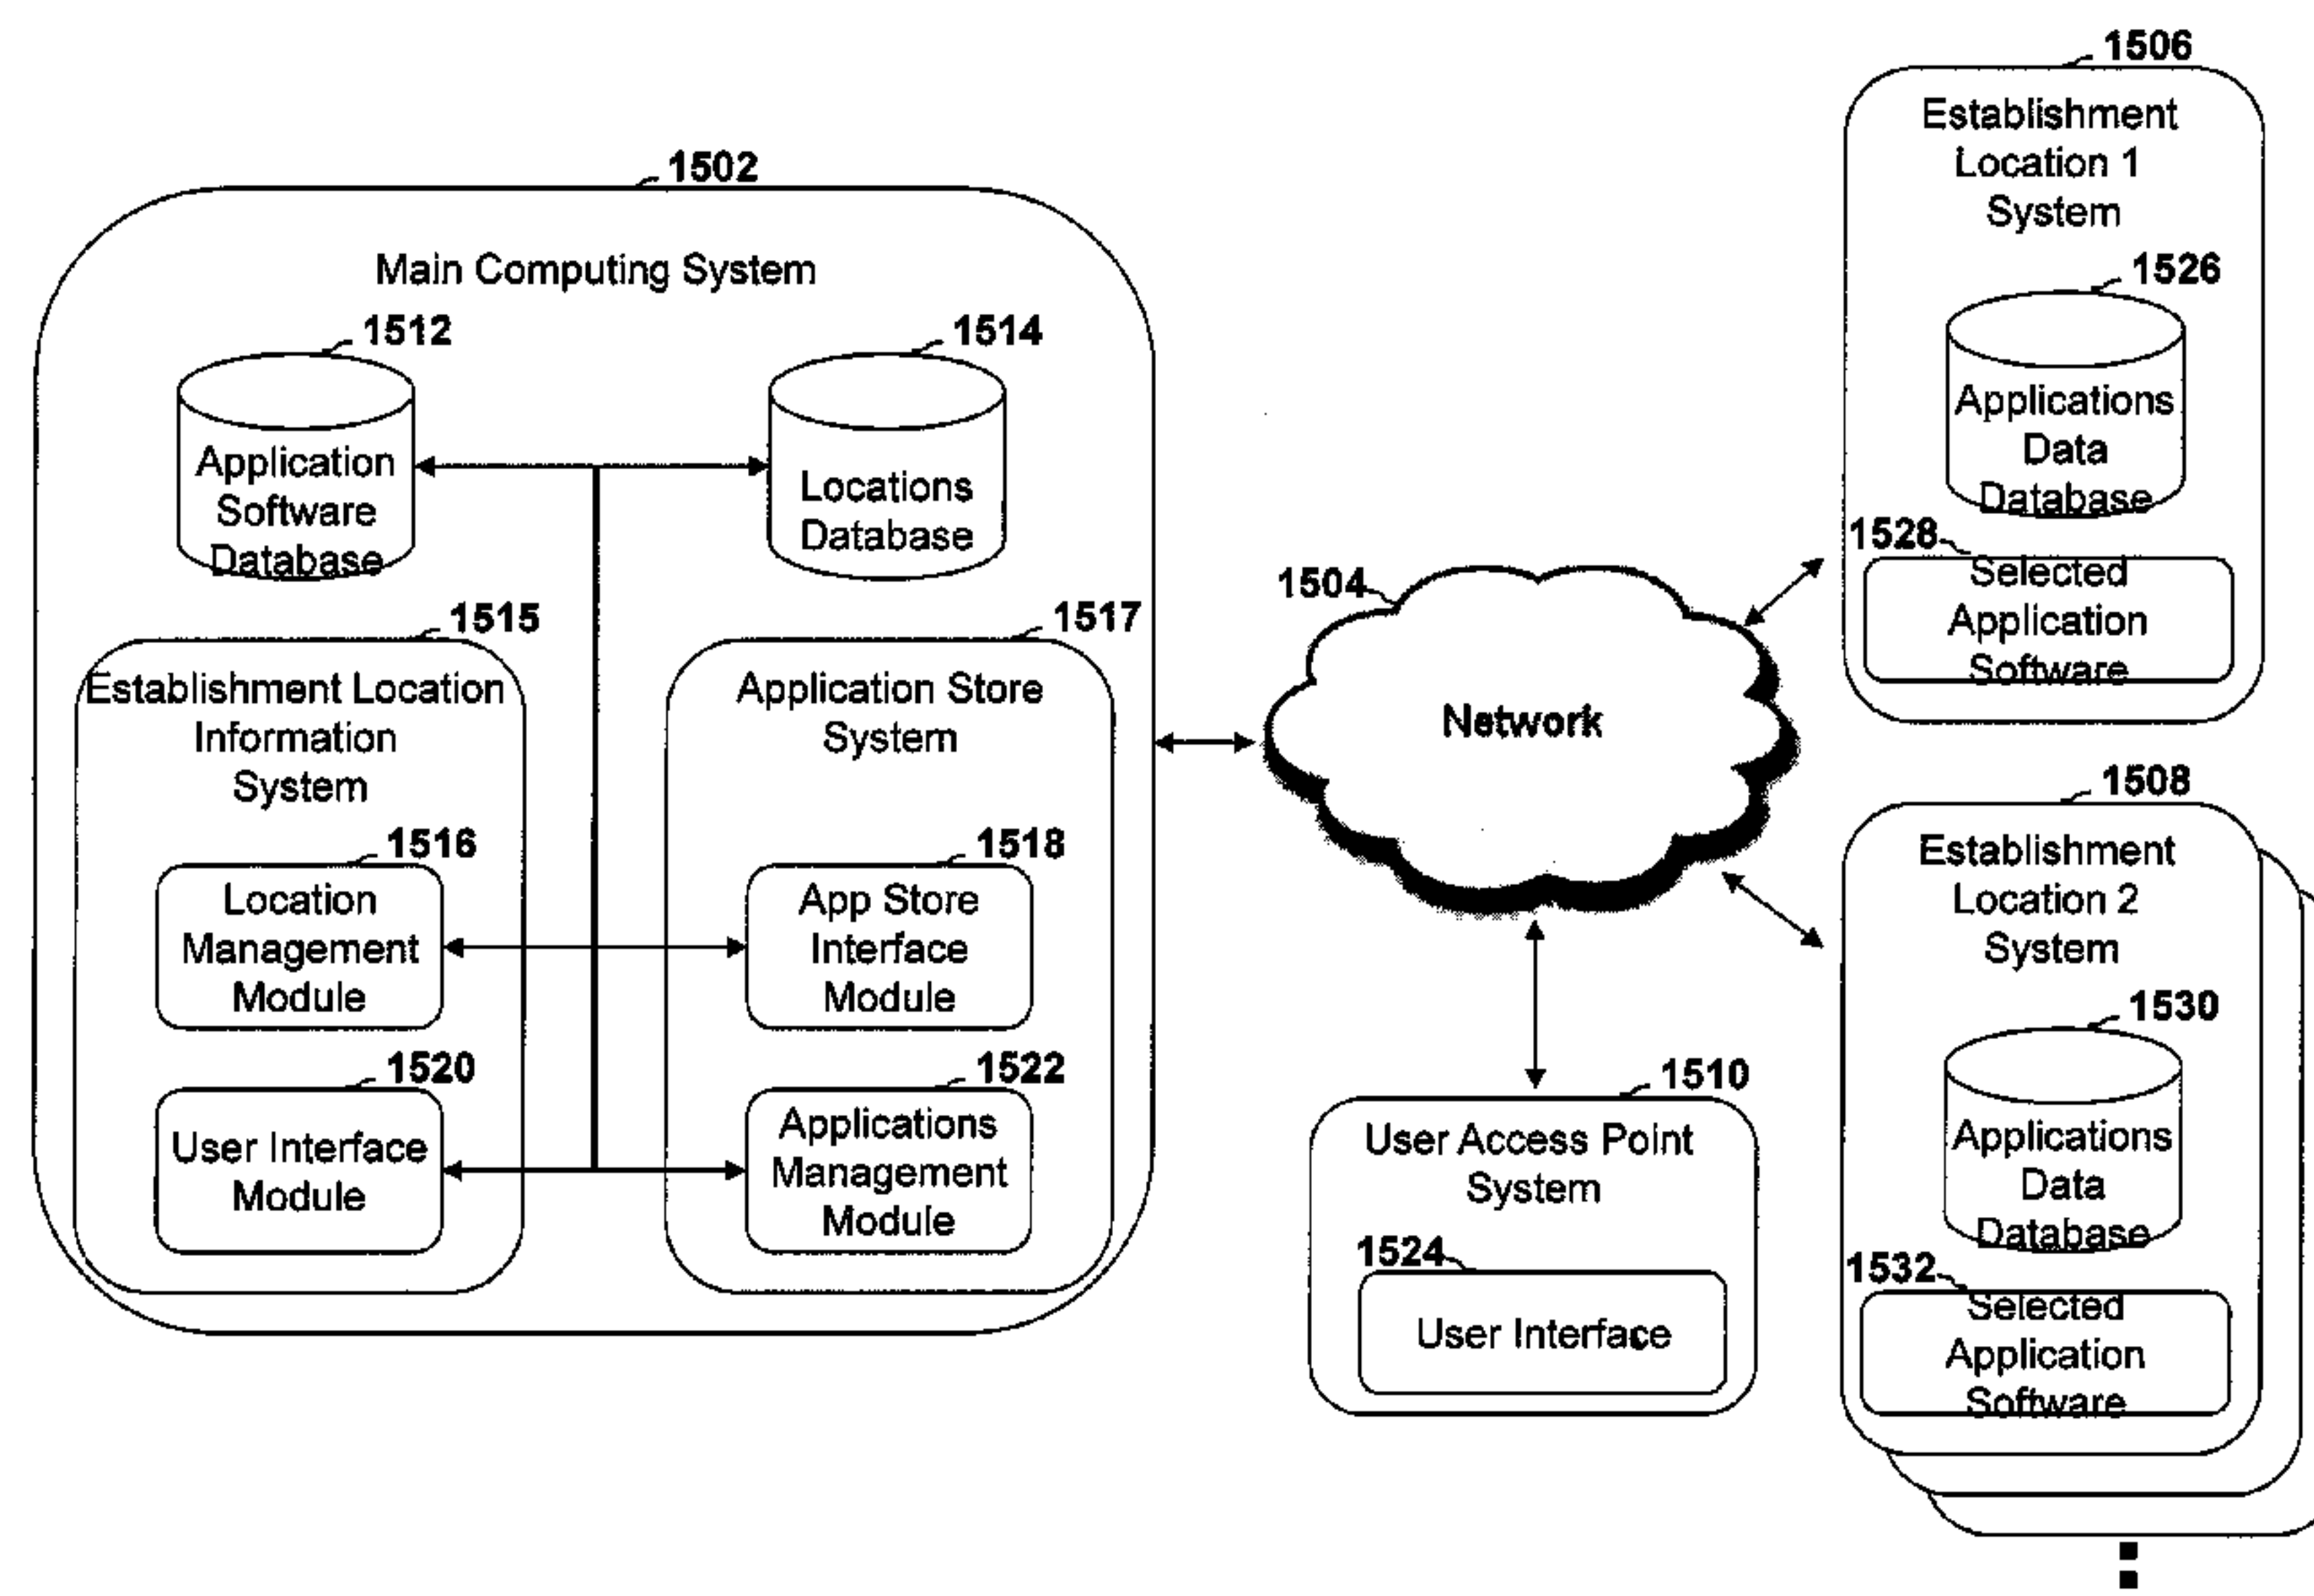 1502
Main Computing System
1512
Application
Software
Database
1514
Locations
Database
1515
Establishment Location
Information
System
1516
Location
Management
Module
1520
User Interface
Module
1517
Application Store
System
1518
App Store
Interface
Module
1522
Applications
Management
Module
1504
Network
1510
User Access Point
System
1524
User Interface
1506
Establishment
Location 1
System
1526
Applications
Data
Database
1528
Selected
Application
Software
1508
Establishment
Location 2
System
1530
Applications
Data
Database
1532
Selected
Application
Software